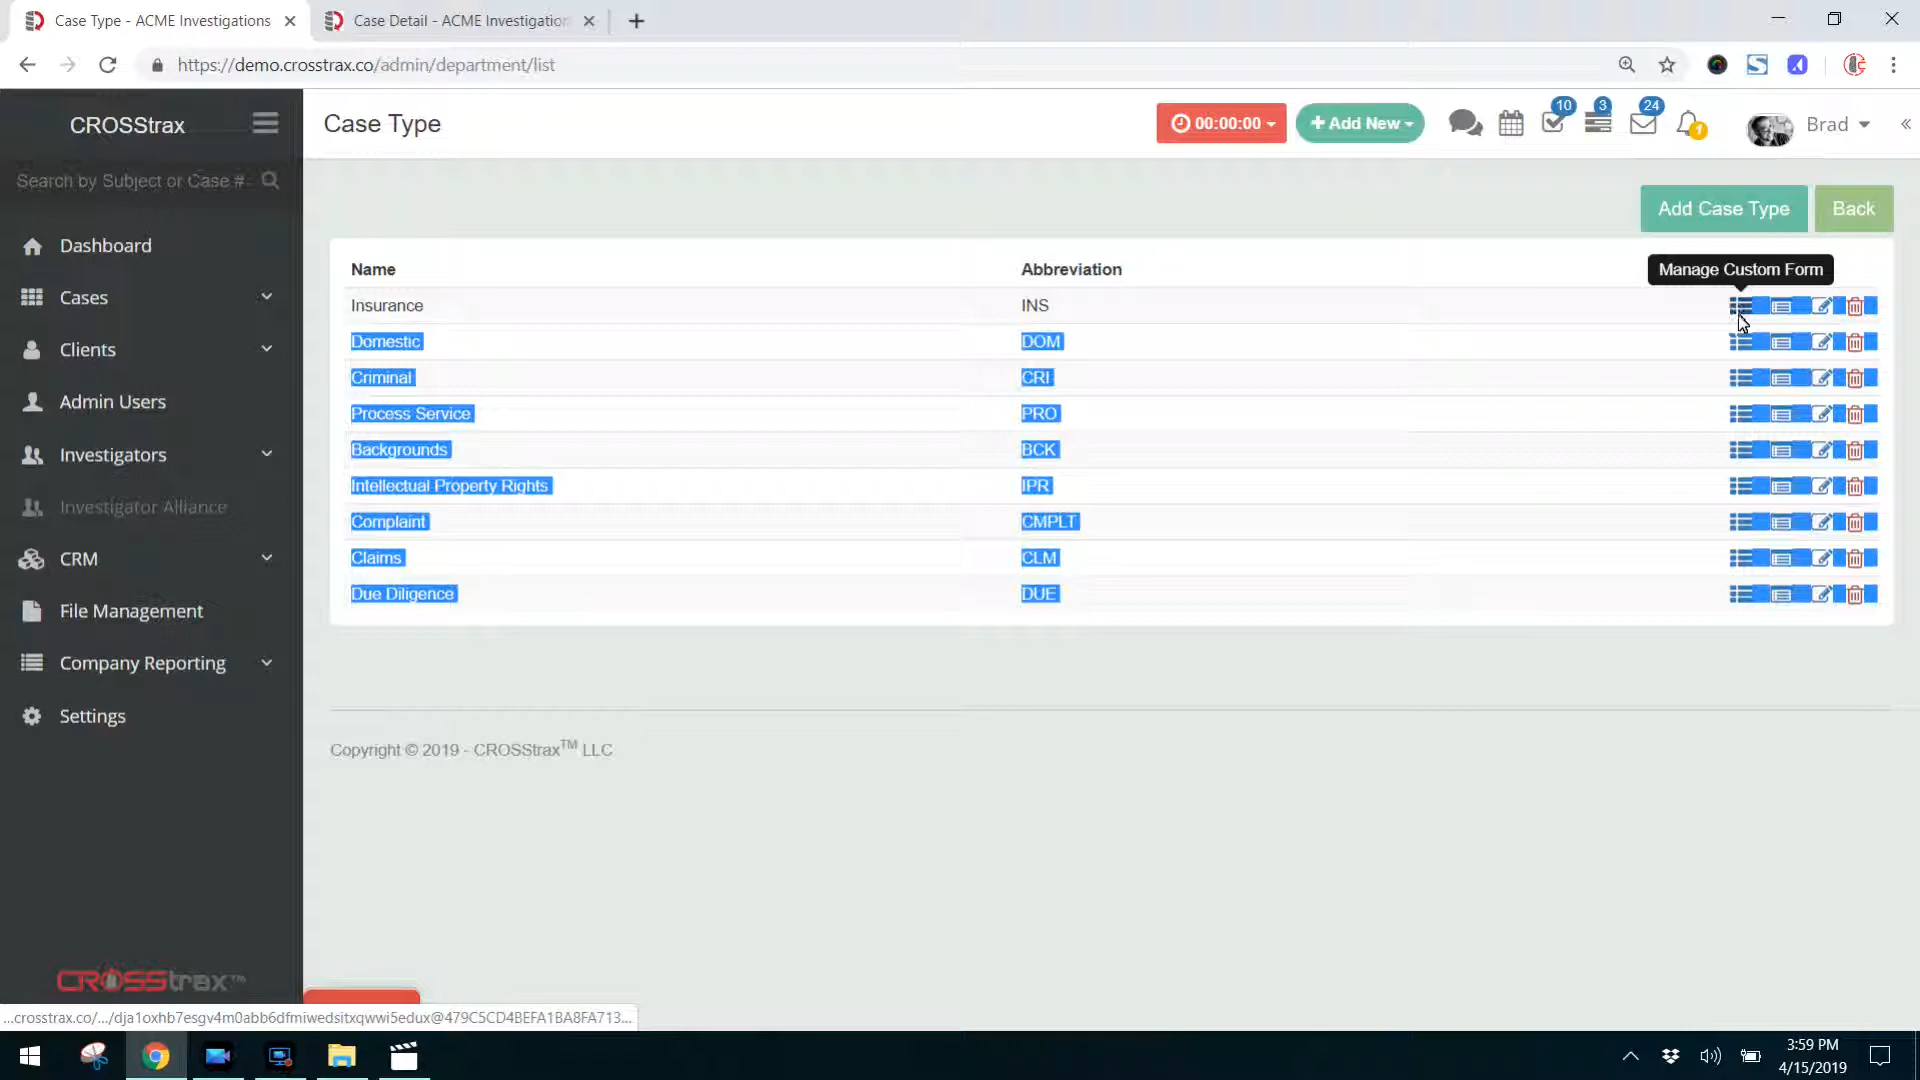 Case Type - ACME Investigations
Case Detail - ACME Investigation
https://demo.crosstrax.co/admin/department/list
CROSStrax
Case Type
00:00:00
+ Add New
10
3
24
1
Brad
Search by Subject or Case #
Add Case Type
Back
Dashboard
Cases
Clients
Admin Users
Investigators
Investigator Alliance
CRM
File Management
Company Reporting
Settings
Name Abbreviation
Manage Custom Form
Insurance INS
Domestic DOM
Criminal CRI
Process Service PRO
Backgrounds BCK
Intellectual Property Rights IPR
Complaint CMPLT
Claims CLM
Due Diligence DUE
Copyright © 2019 - CROSStrax™ LLC
CROSStrax™
...crosstrax.co/.../dja1oxhb7esgv4m0abb6dfmiwedsitxqwwi5edux@479C5CD4BEFA1BA8FA713...
3:59 PM
4/15/2019